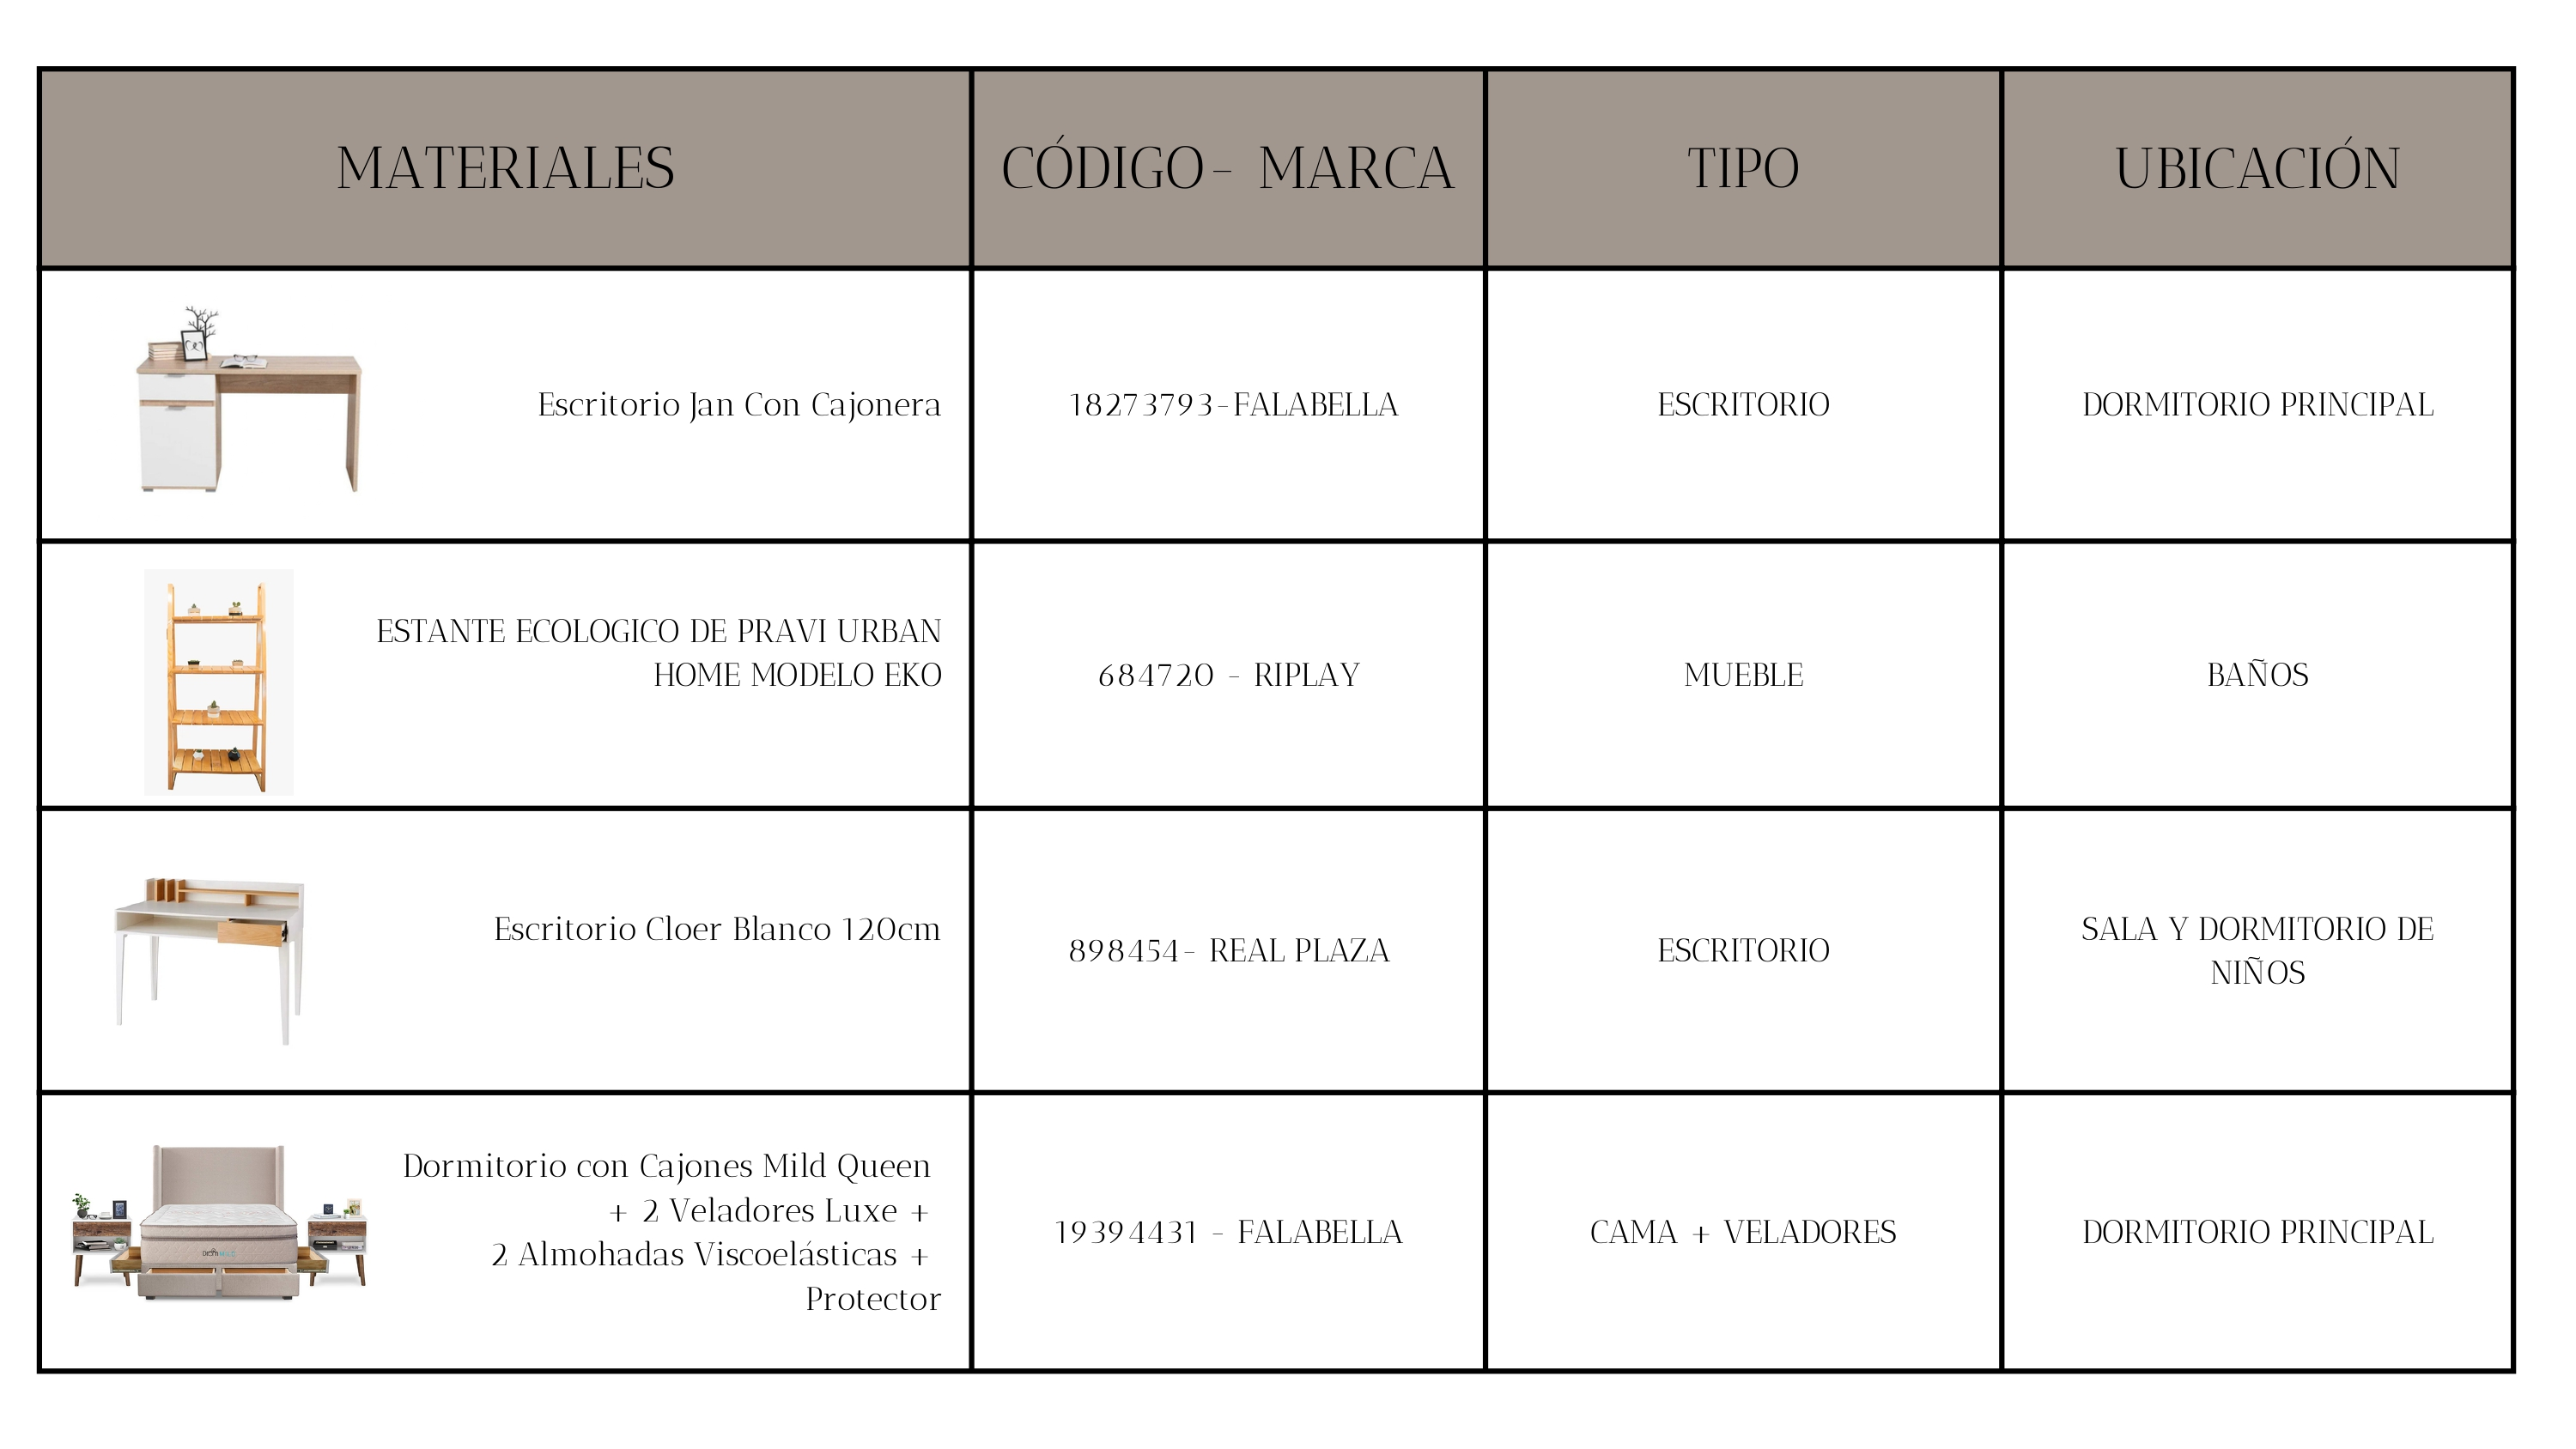 MATERIALES
CÓDIGO- MARCA
TIPO
UBICACIÓN
Escritorio Jan Con Cajonera
18273793-FALABELLA
ESCRITORIO
DORMITORIO PRINCIPAL
ESTANTE ECOLOGICO DE PRAVI URBAN
HOME MODELO EKO
684720 - RIPLAY
MUEBLE
BAÑOS
Escritorio Cloer Blanco 120cm
898454- REAL PLAZA
ESCRITORIO
SALA Y DORMITORIO DE
NIÑOS
Dormitorio con Cajones Mild Queen
+ 2 Veladores Luxe +
2 Almohadas Viscoelásticas +
Protector
19394431 - FALABELLA
CAMA + VELADORES
DORMITORIO PRINCIPAL